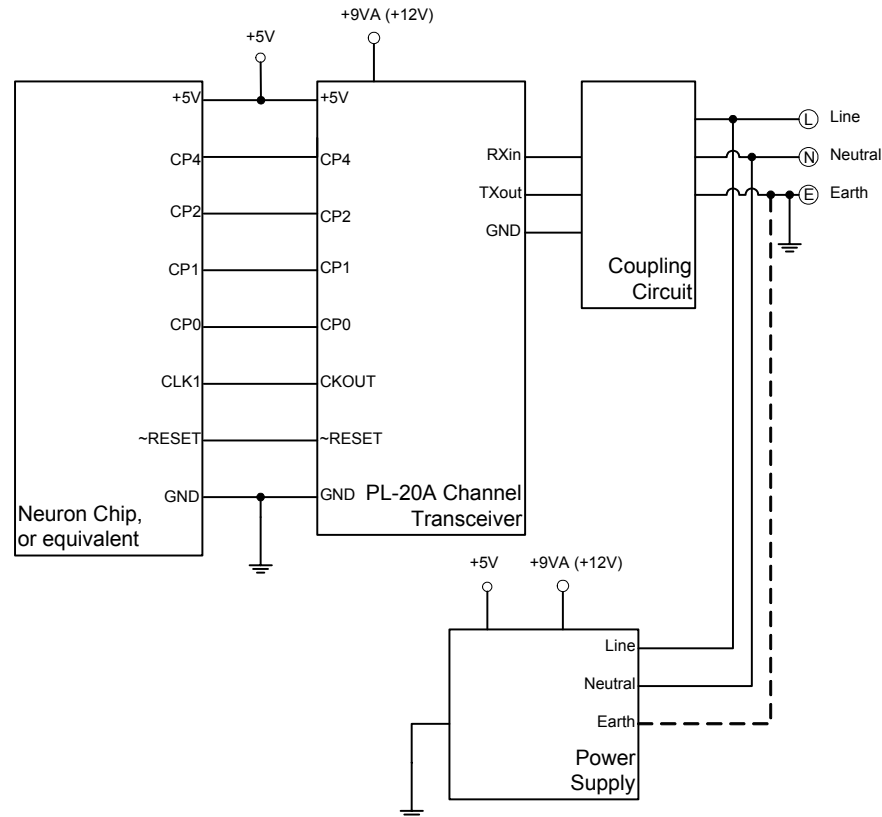 +9VA (+12V)
+5V
+5V
+5V
CP4
CP4
CP2
CP2
CP1
CP1
CP0
CP0
CLK1
CKOUT
~RESET
~RESET
GND
GND
Neuron Chip,
or equivalent
PL-20A Channel
Transceiver
RXin
TXout
GND
Coupling
Circuit
L Line
N Neutral
E Earth
+5V
+9VA (+12V)
Line
Neutral
Earth
Power
Supply